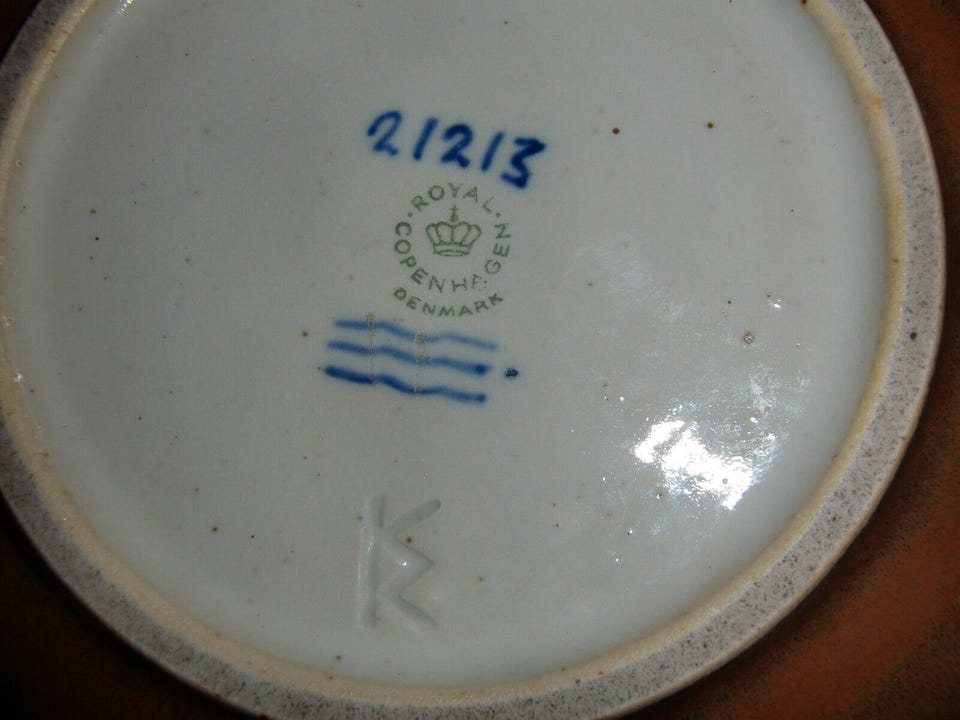 21213
ROYAL
COPENHAGEN
DENMARK